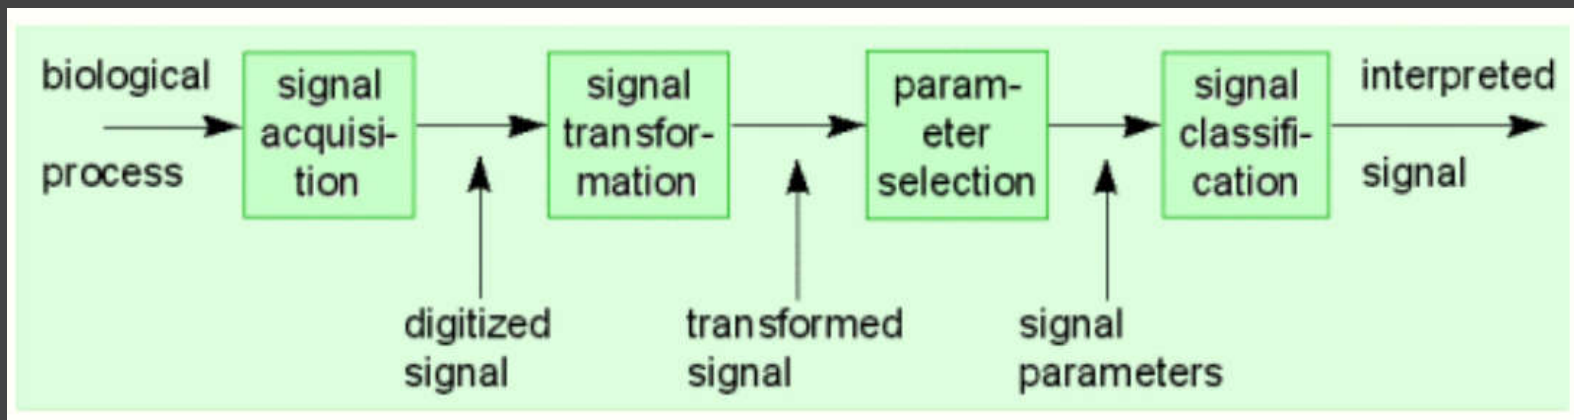 biological
process
signal
acquisi-
tion
signal
transfor-
mation
param-
eter
selection
signal
classifi-
cation
interpreted
signal
digitized
signal
transformed
signal
signal
parameters